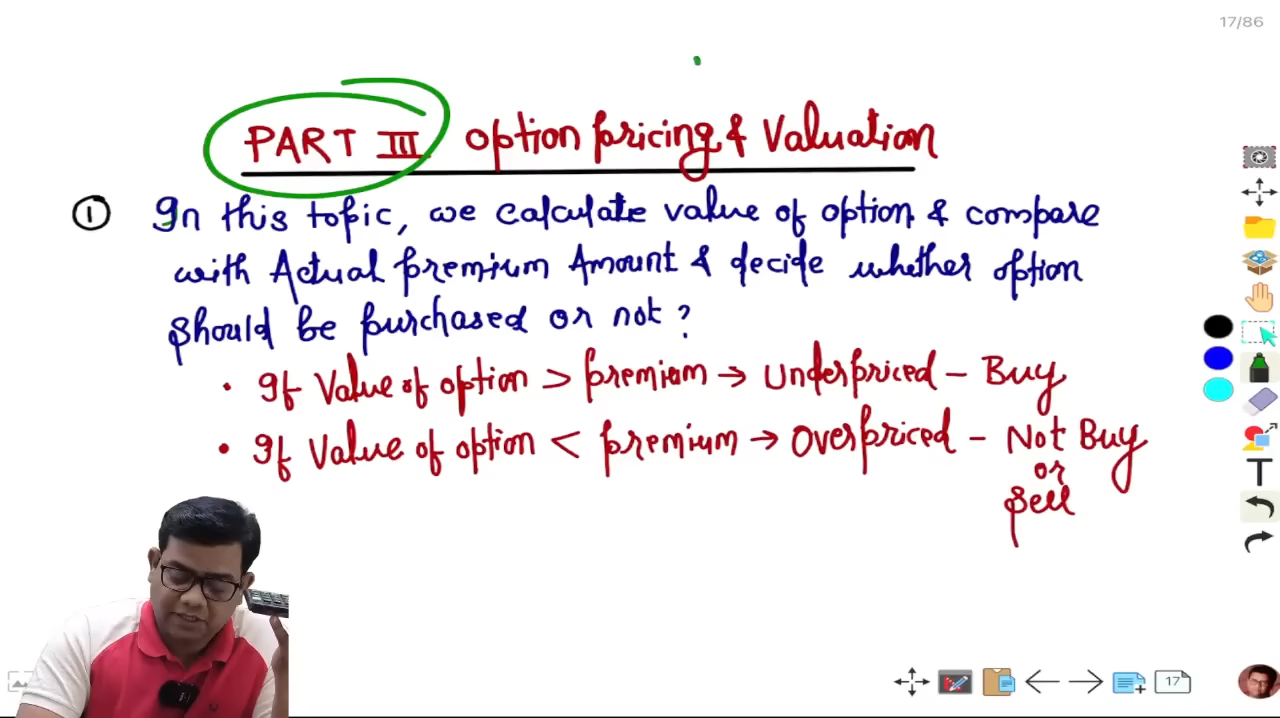 17/86
PART III Option pricing & Valuation
① In this topic, we calculate value of option & compare
with Actual premium Amount & decide whether option
should be purchased or not?
• If Value of option > premium → Underpriced - Buy
• If Value of option < premium → Overpriced - Not Buy
or
Sell
T
17